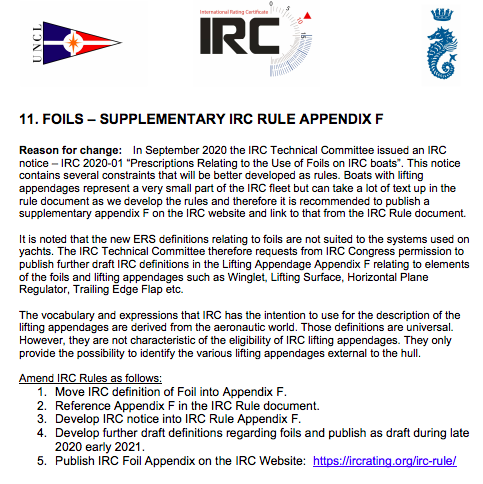 UNCL
International Rating Certificate
IRC
0 5 10 15
11. FOILS – SUPPLEMENTARY IRC RULE APPENDIX F
Reason for change: In September 2020 the IRC Technical Committee issued an IRC
notice – IRC 2020-01 “Prescriptions Relating to the Use of Foils on IRC boats”. This notice
contains several constraints that will be better developed as rules. Boats with lifting
appendages represent a very small part of the IRC fleet but can take a lot of text up in the
rule document as we develop the rules and therefore it is recommended to publish a
supplementary appendix F on the IRC website and link to that from the IRC Rule document.
It is noted that the new ERS definitions relating to foils are not suited to the systems used on
yachts. The IRC Technical Committee therefore requests from IRC Congress permission to
publish further draft IRC definitions in the Lifting Appendage Appendix F relating to elements
of the foils and lifting appendages such as Winglet, Lifting Surface, Horizontal Plane
Regulator, Trailing Edge Flap etc.
The vocabulary and expressions that IRC has the intention to use for the description of the
lifting appendages are derived from the aeronautic world. Those definitions are universal.
However, they are not characteristic of the eligibility of IRC lifting appendages. They only
provide the possibility to identify the various lifting appendages external to the hull.
Amend IRC Rules as follows:
1. Move IRC definition of Foil into Appendix F.
2. Reference Appendix F in the IRC Rule document.
3. Develop IRC notice into IRC Rule Appendix F.
4. Develop further draft definitions regarding foils and publish as draft during late
2020 early 2021.
5. Publish IRC Foil Appendix on the IRC Website: https://ircrating.org/irc-rule/